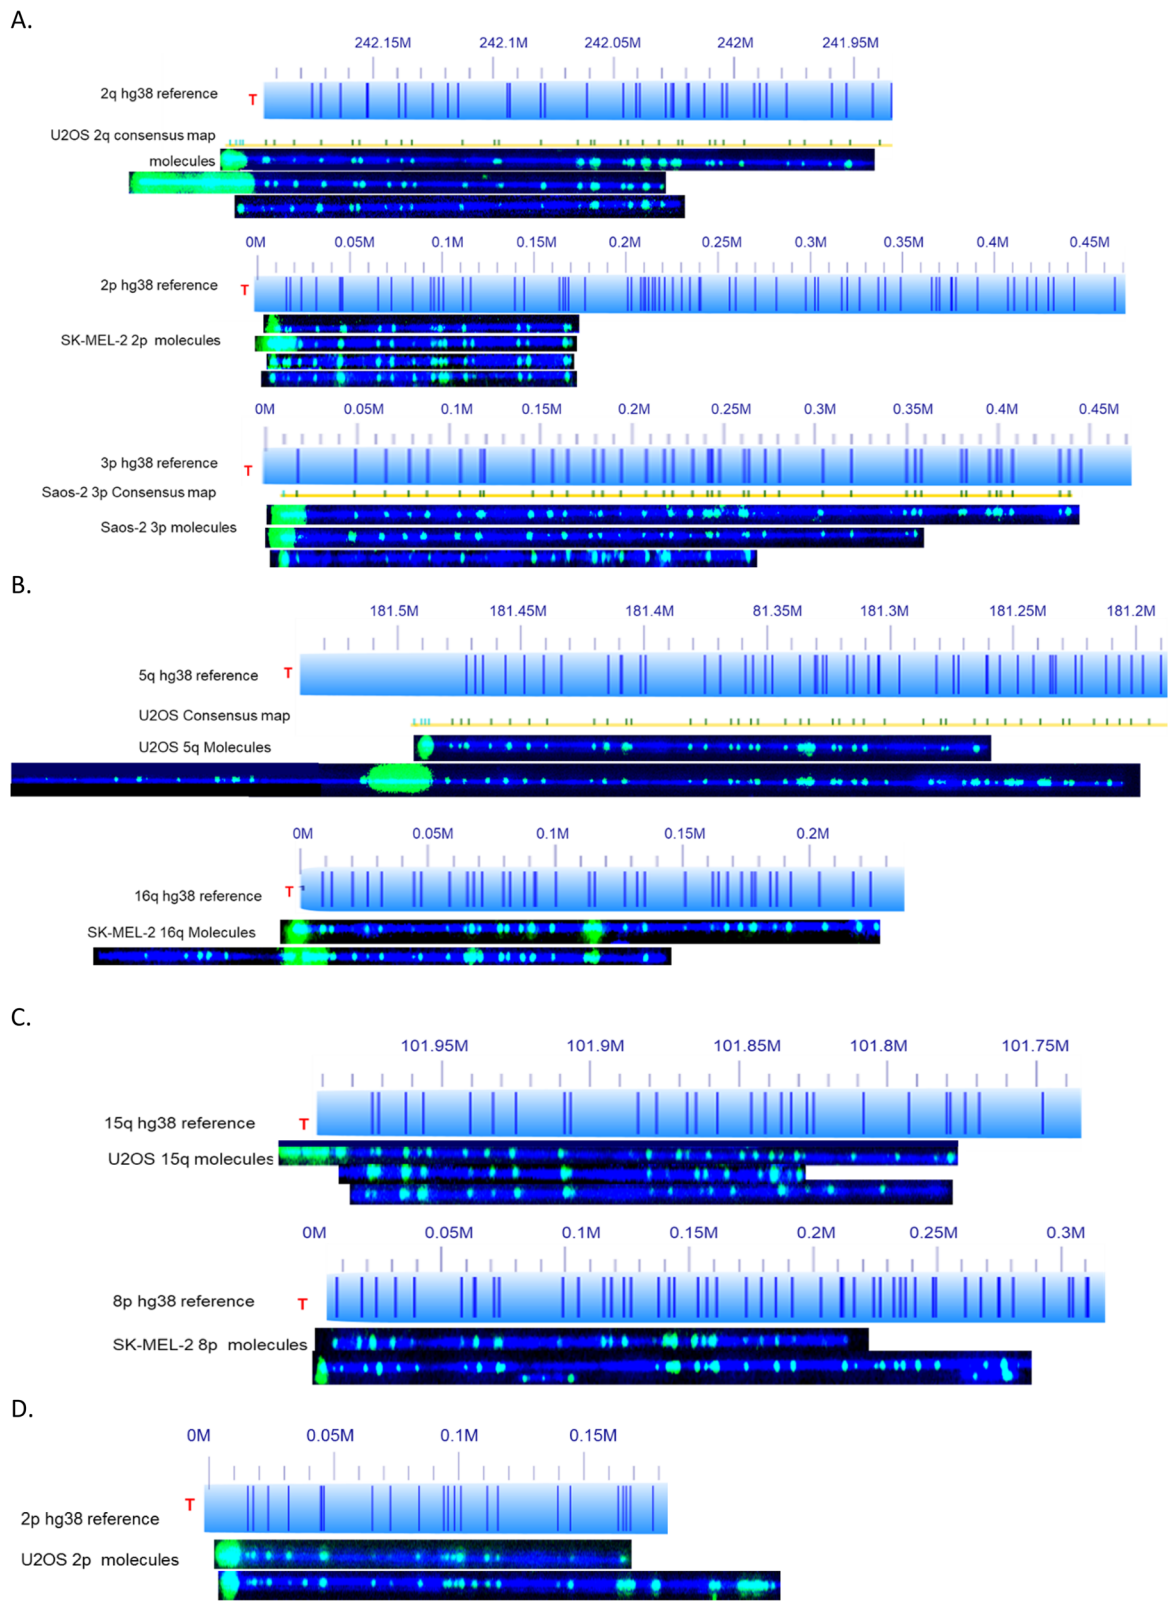 A.
242.15M 242.1M 242.05M 242M 241.95M
2q hg38 reference
T
U2OS 2q consensus map
molecules
0M 0.05M 0.1M 0.15M 0.2M 0.25M 0.3M 0.35M 0.4M 0.45M
2p hg38 reference
T
SK-MEL-2 2p molecules
0M 0.05M 0.1M 0.15M 0.2M 0.25M 0.3M 0.35M 0.4M 0.45M
3p hg38 reference
T
Saos-2 3p Consensus map
Saos-2 3p molecules
B.
181.5M 181.45M 181.4M 81.35M 181.3M 181.25M 181.2M
5q hg38 reference
T
U2OS Consensus map
U2OS 5q Molecules
0M 0.05M 0.1M 0.15M 0.2M
16q hg38 reference
T
SK-MEL-2 16q Molecules
C.
101.95M 101.9M 101.85M 101.8M 101.75M
15q hg38 reference
T
U2OS 15q molecules
0M 0.05M 0.1M 0.15M 0.2M 0.25M 0.3M
8p hg38 reference
T
SK-MEL-2 8p molecules
D.
0M 0.05M 0.1M 0.15M
2p hg38 reference
T
U2OS 2p molecules